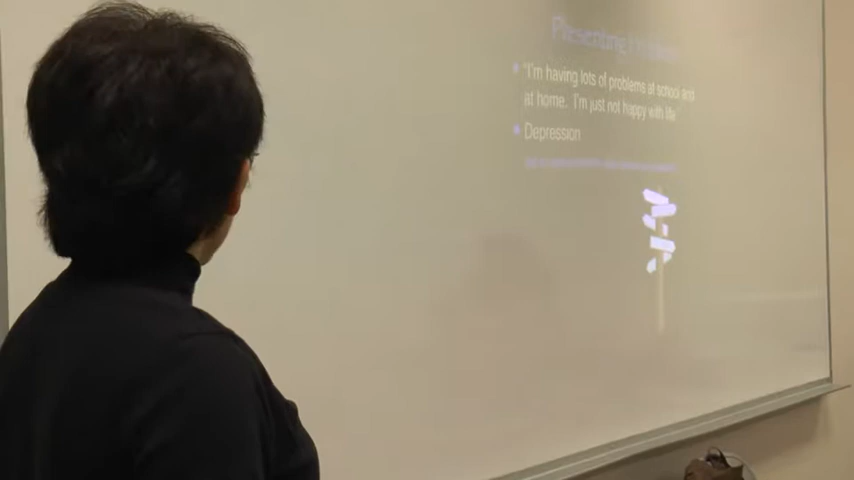 Presenting Problem
• "I'm having lots of problems at school and
at home. I'm just not happy with life"
• Depression